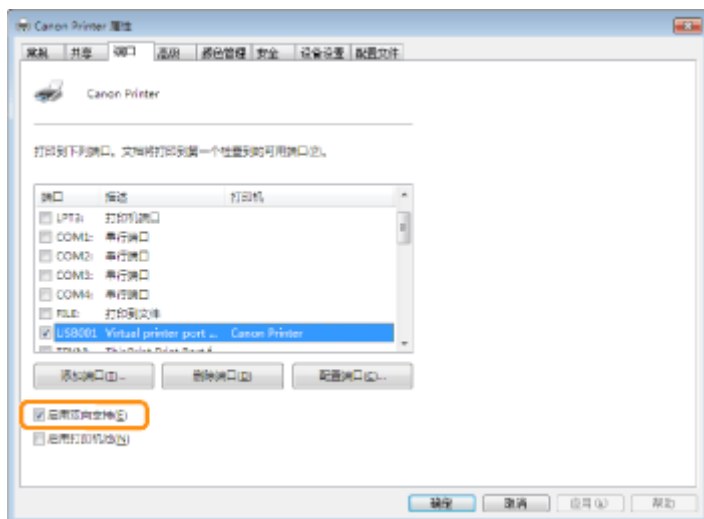 Canon Printer 属性
常规 共享 端口 高级 颜色管理 安全 设备设置 配置文件
Canon Printer
打印到下列端口。文档将打印到第一个检查到的可用端口(P)。
端口 描述 打印机
LPT3: 打印机端口
COM1: 串行端口
COM2: 串行端口
COM3: 串行端口
COM4: 串行端口
FILE: 打印到文件
USB001 Virtual printer port ... Canon Printer
添加端口(T)... 删除端口(D) 配置端口(C)...
启用双向支持(E)
启用打印机池(N)
确定 取消 应用(A) 帮助